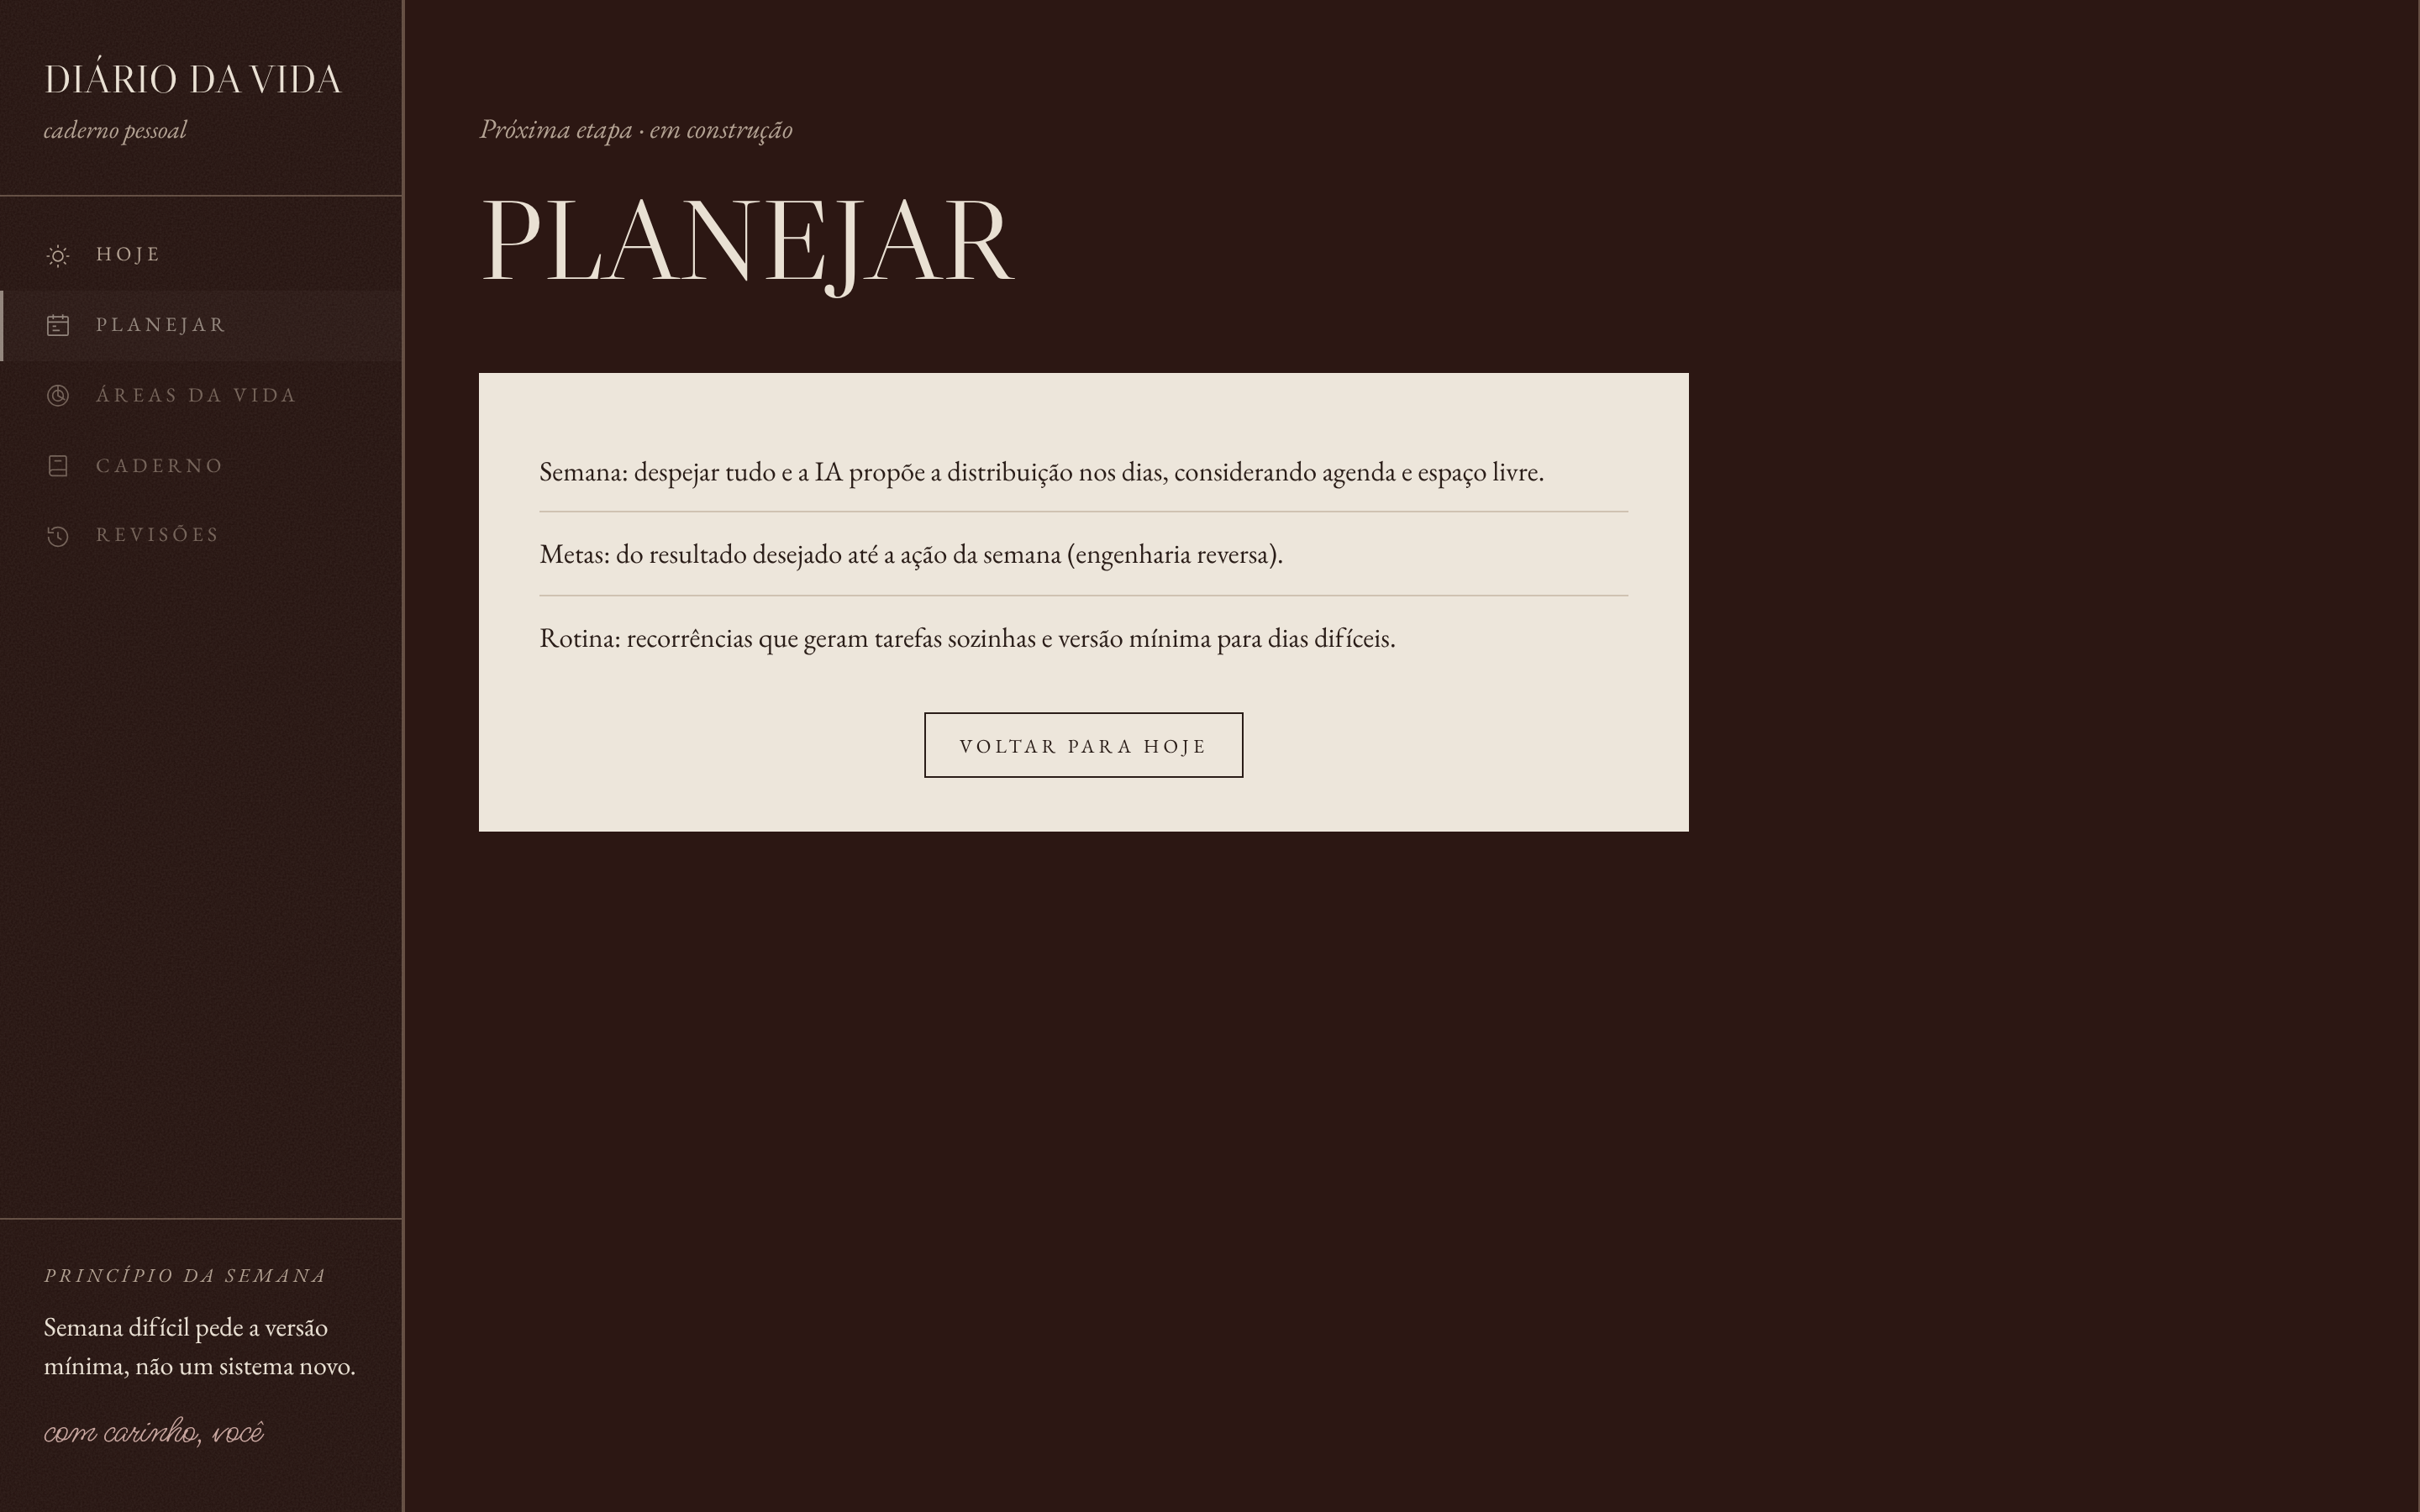 DIÁRIO DA VIDA
caderno pessoal
HOJE
PLANEJAR
ÁREAS DA VIDA
CADERNO
REVISÕES
PRINCÍPIO DA SEMANA
Semana difícil pede a versão
mínima, não um sistema novo.
com carinho, você
Próxima etapa · em construção
PLANEJAR
Semana: despejar tudo e a IA propõe a distribuição nos dias, considerando agenda e espaço livre.
Metas: do resultado desejado até a ação da semana (engenharia reversa).
Rotina: recorrências que geram tarefas sozinhas e versão mínima para dias difíceis.
VOLTAR PARA HOJE